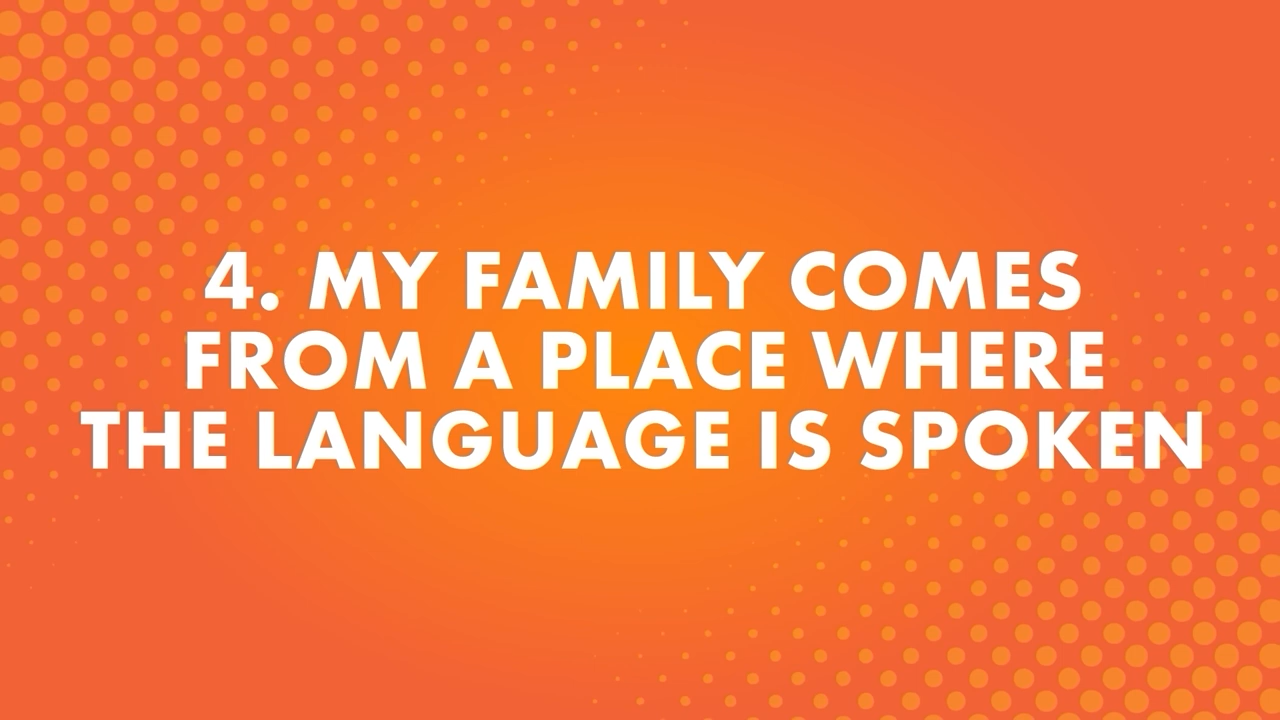 4. MY FAMILY COMES
FROM A PLACE WHERE
THE LANGUAGE IS SPOKEN